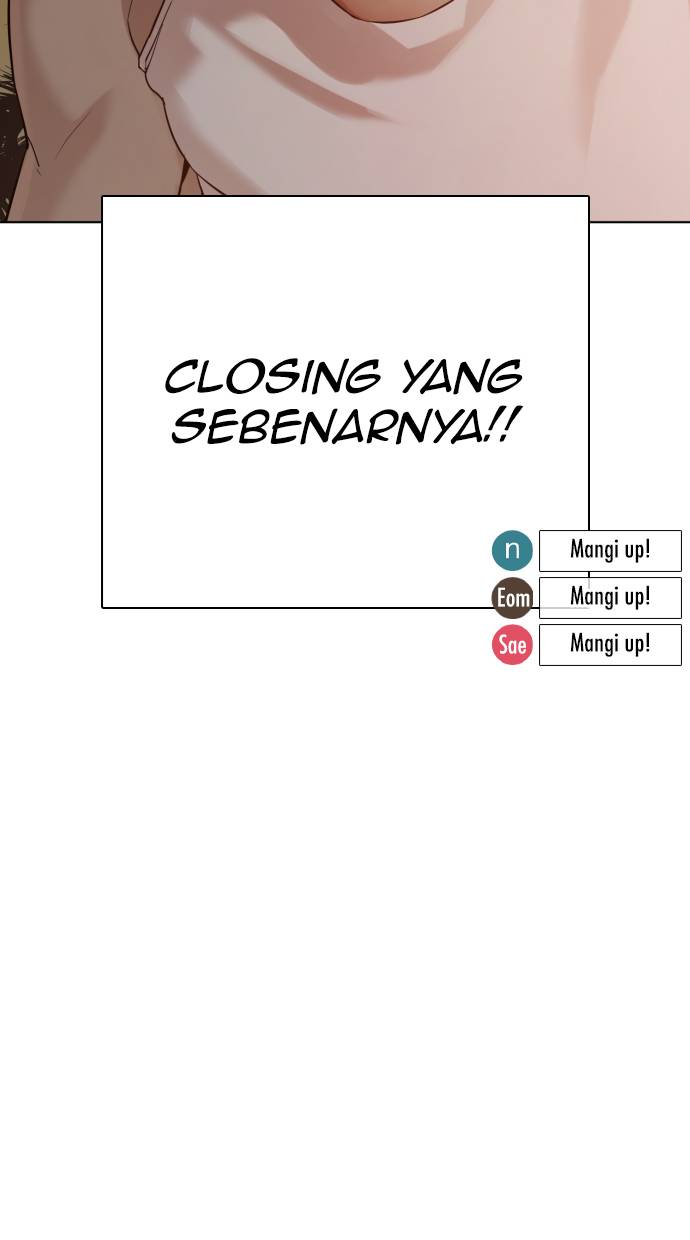 CLOSING YANG
SEBENARNYA!!
n Mangi up!
Eom Mangi up!
Sae Mangi up!